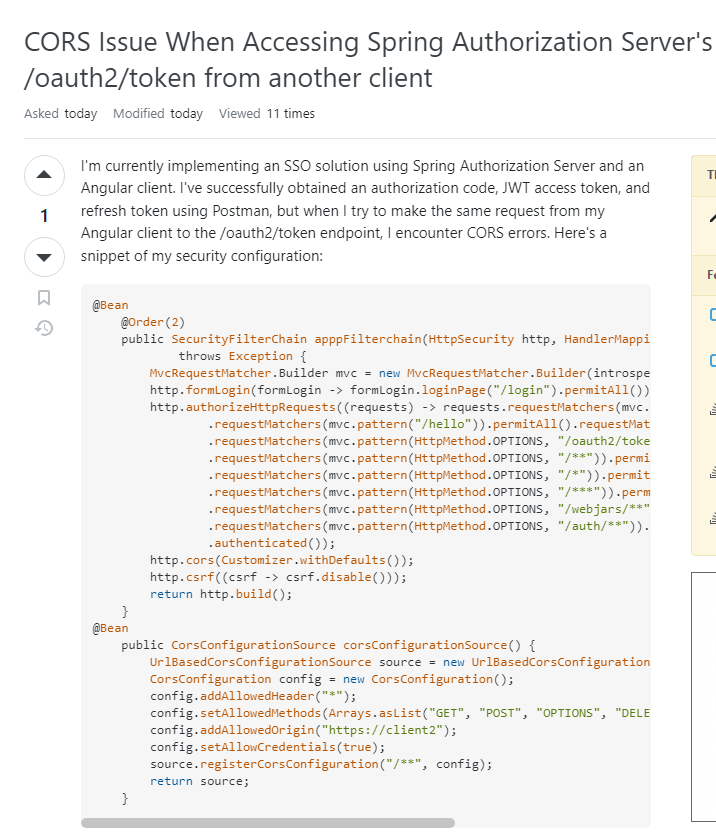 CORS Issue When Accessing Spring Authorization Server's
/oauth2/token from another client
Asked today Modified today Viewed 11 times
I'm currently implementing an SSO solution using Spring Authorization Server and an
Angular client. I've successfully obtained an authorization code, JWT access token, and
1
refresh token using Postman, but when I try to make the same request from my
Angular client to the /oauth2/token endpoint, I encounter CORS errors. Here's a
snippet of my security configuration:
@Bean
@Order(2)
public SecurityFilterChain apppFilterchain(HttpSecurity http, HandlerMappi
throws Exception {
MvcRequestMatcher.Builder mvc = new MvcRequestMatcher.Builder(introspe
http.formLogin(formLogin -> formLogin.loginPage("/login").permitAll())
http.authorizeHttpRequests((requests) -> requests.requestMatchers(mvc.
.requestMatchers(mvc.pattern("/hello")).permitAll().requestMat
.requestMatchers(mvc.pattern(HttpMethod.OPTIONS, "/oauth2/toke
.requestMatchers(mvc.pattern(HttpMethod.OPTIONS, "/**")).permi
.requestMatchers(mvc.pattern(HttpMethod.OPTIONS, "/*")).permit
.requestMatchers(mvc.pattern(HttpMethod.OPTIONS, "/***")).perm
.requestMatchers(mvc.pattern(HttpMethod.OPTIONS, "/webjars/**"
.requestMatchers(mvc.pattern(HttpMethod.OPTIONS, "/auth/**")).
.authenticated());
http.cors(Customizer.withDefaults());
http.csrf((csrf -> csrf.disable()));
return http.build();
}
@Bean
public CorsConfigurationSource corsConfigurationSource() {
UrlBasedCorsConfigurationSource source = new UrlBasedCorsConfiguration
CorsConfiguration config = new CorsConfiguration();
config.addAllowedHeader("*");
config.setAllowedMethods(Arrays.asList("GET", "POST", "OPTIONS", "DELE
config.addAllowedOrigin("https://client2");
config.setAllowCredentials(true);
source.registerCorsConfiguration("/**", config);
return source;
}